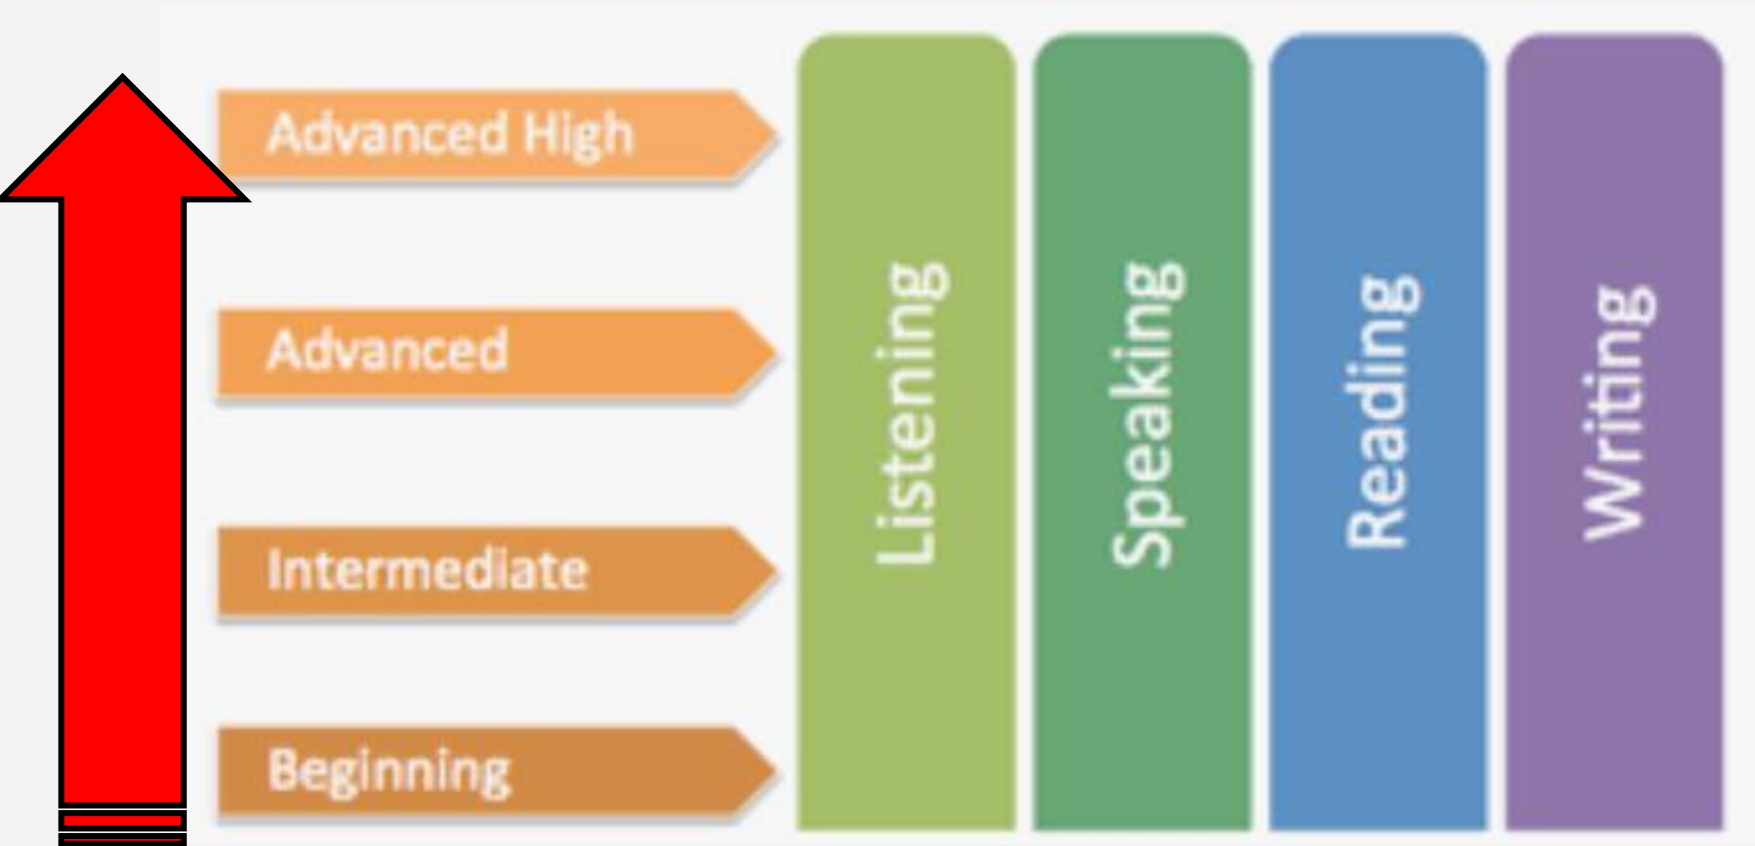 Advanced High
Advanced
Intermediate
Beginning
Listening
Speaking
Reading
Writing